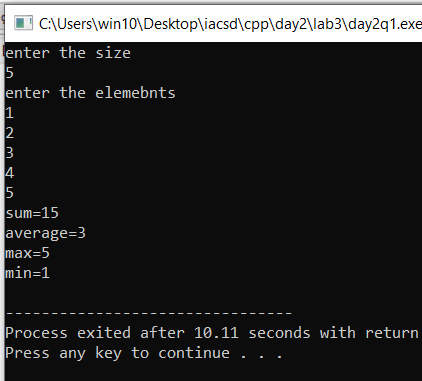 C:\Users\win10\Desktop\iacsd\cpp\day2\lab3\day2q1.exe
enter the size
5
enter the elemebnts
1
2
3
4
5
sum=15
average=3
max=5
min=1
--------------------------------
Process exited after 10.11 seconds with return
Press any key to continue . . .